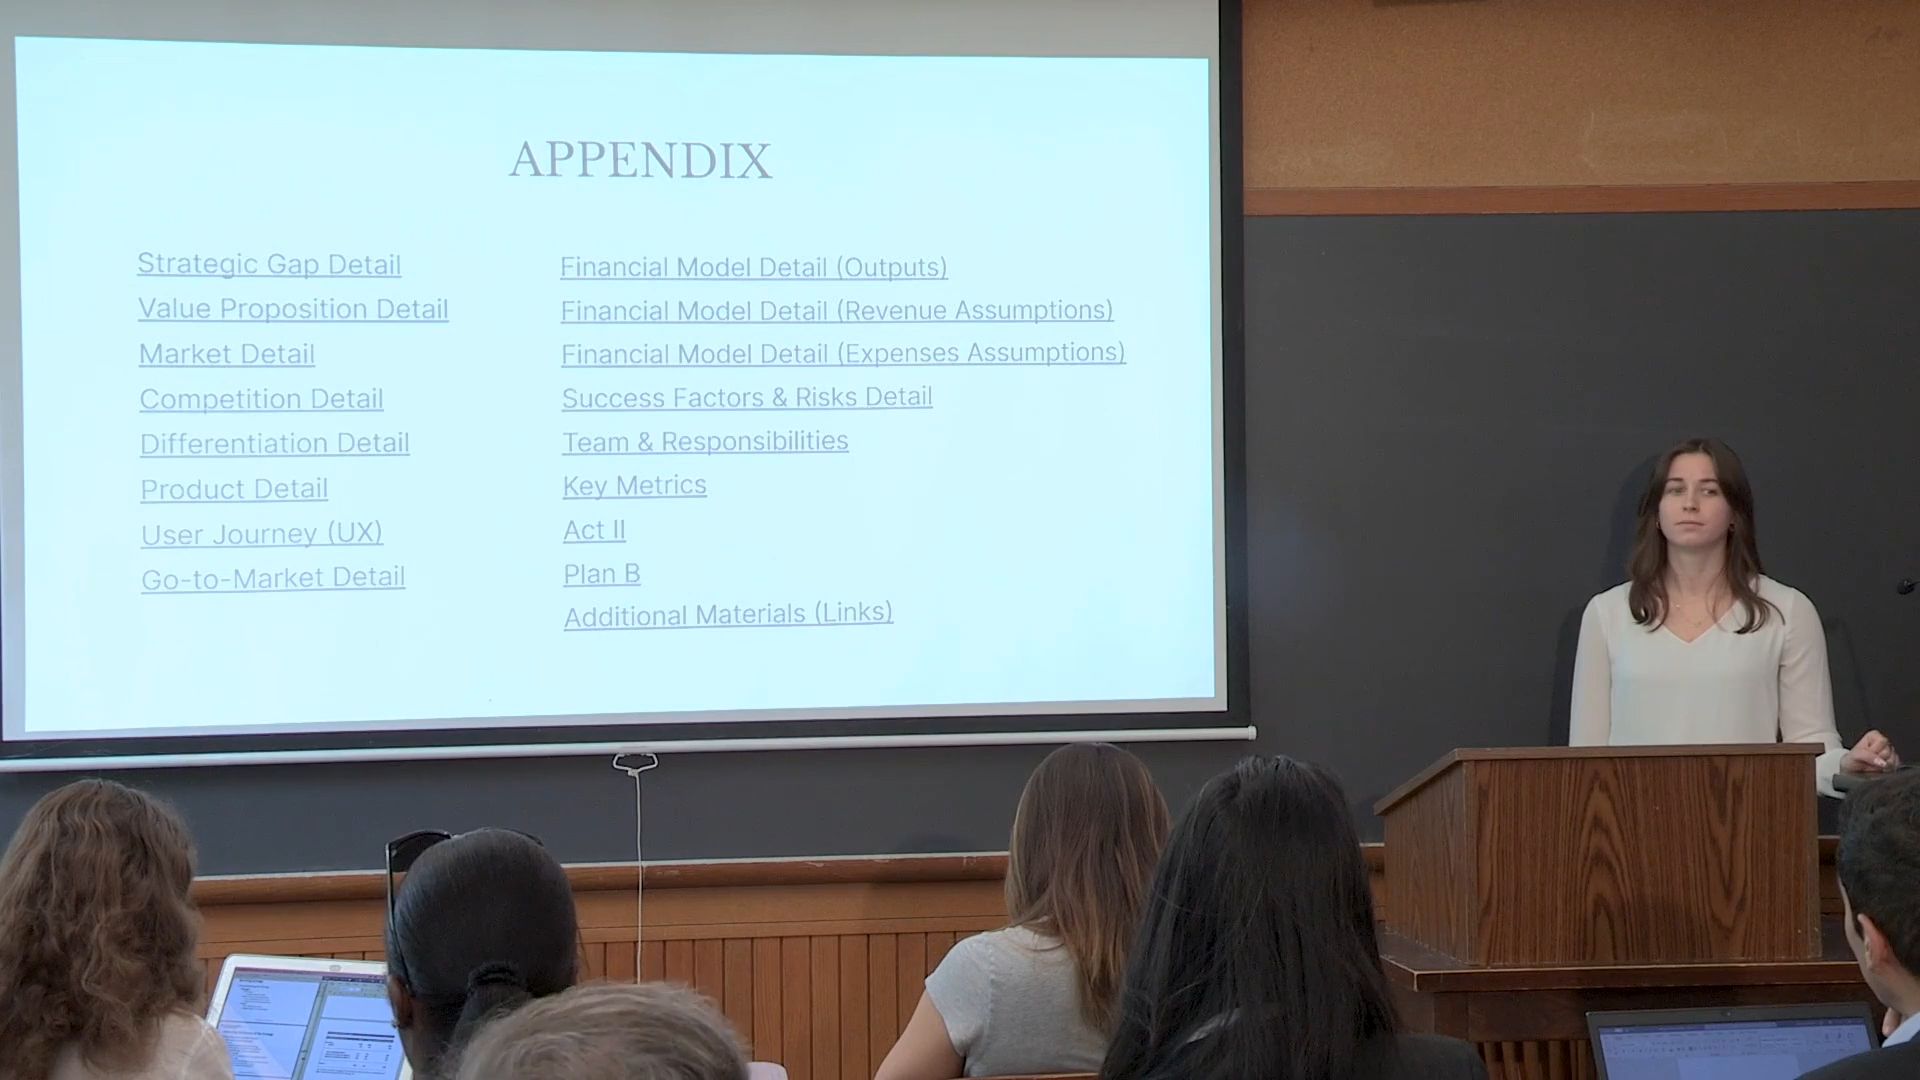 APPENDIX
Strategic Gap Detail
Value Proposition Detail
Market Detail
Competition Detail
Differentiation Detail
Product Detail
User Journey (UX)
Go-to-Market Detail
Financial Model Detail (Outputs)
Financial Model Detail (Revenue Assumptions)
Financial Model Detail (Expenses Assumptions)
Success Factors & Risks Detail
Team & Responsibilities
Key Metrics
Act II
Plan B
Additional Materials (Links)